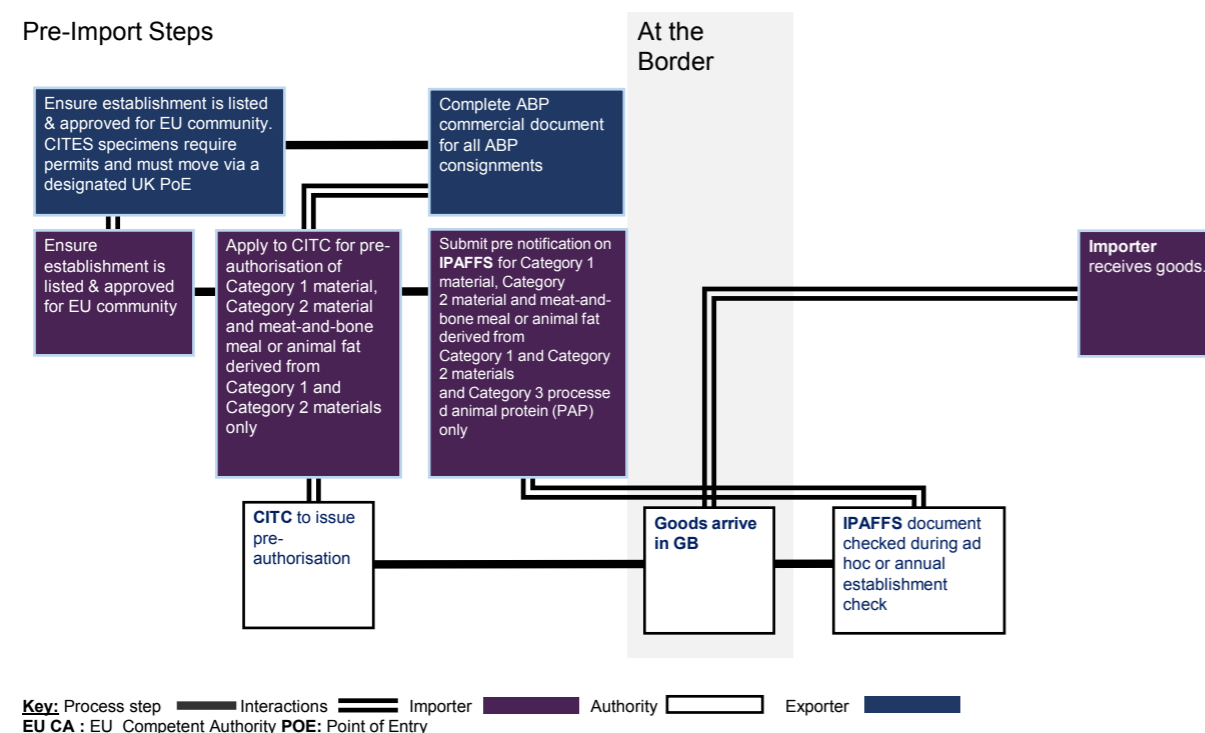 Pre-Import Steps
At the
Border
Ensure establishment is listed
& approved for EU community.
CITES specimens require
permits and must move via a
designated UK PoE
Complete ABP
commercial document
for all ABP
consignments
Ensure
establishment is
listed & approved
for EU community
Apply to CITC for pre-
authorisation of
Category 1 material,
Category 2 material
and meat-and-bone
meal or animal fat
derived from
Category 1 and
Category 2 materials
only
Submit pre notification on
IPAFFS for Category 1
material, Category
2 material and meat-and-
bone meal or animal fat
derived from
Category 1 and Category
2 materials
and Category 3 processe
d animal protein (PAP)
only
Importer
receives goods.
CITC to issue
pre-
authorisation
Goods arrive
in GB
IPAFFS document
checked during ad
hoc or annual
establishment
check
Key: Process step Interactions Importer Authority Exporter
EU CA : EU Competent Authority POE: Point of Entry